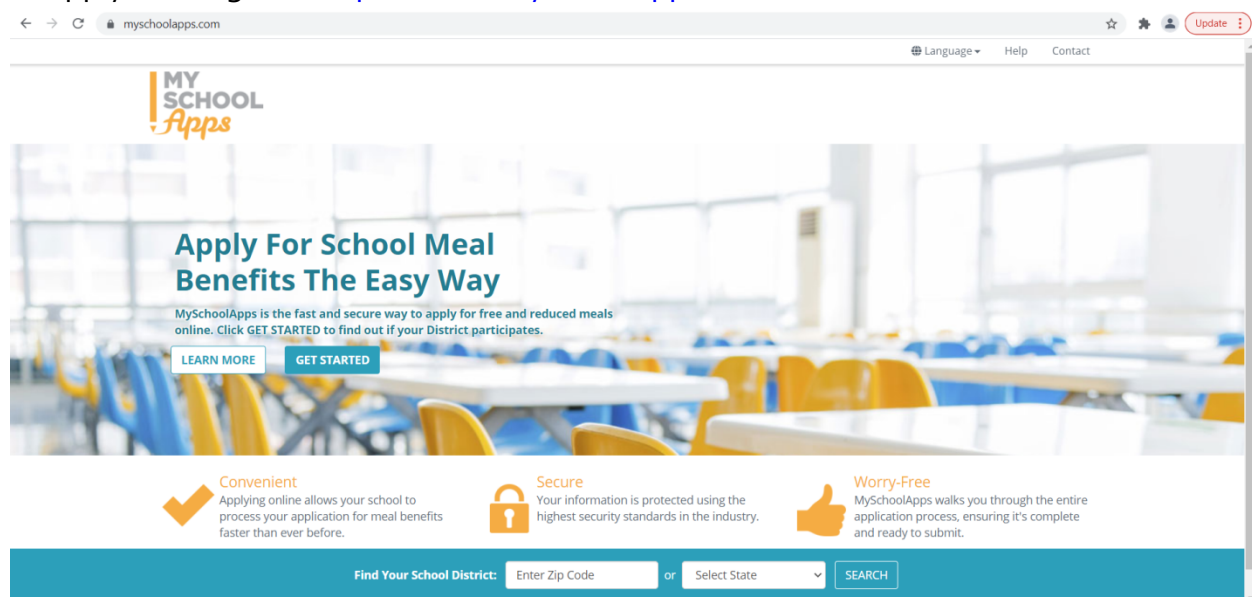 myschoolapps.com
Update
Language
Help
Contact
MY
SCHOOL
Apps
Apply For School Meal
Benefits The Easy Way
MySchoolApps is the fast and secure way to apply for free and reduced meals
online. Click GET STARTED to find out if your District participates.
LEARN MORE
GET STARTED
Convenient
Applying online allows your school to
process your application for meal benefits
faster than ever before.
Secure
Your information is protected using the
highest security standards in the industry.
Worry-Free
MySchoolApps walks you through the entire
application process, ensuring it's complete
and ready to submit.
Find Your School District: Enter Zip Code or Select State SEARCH